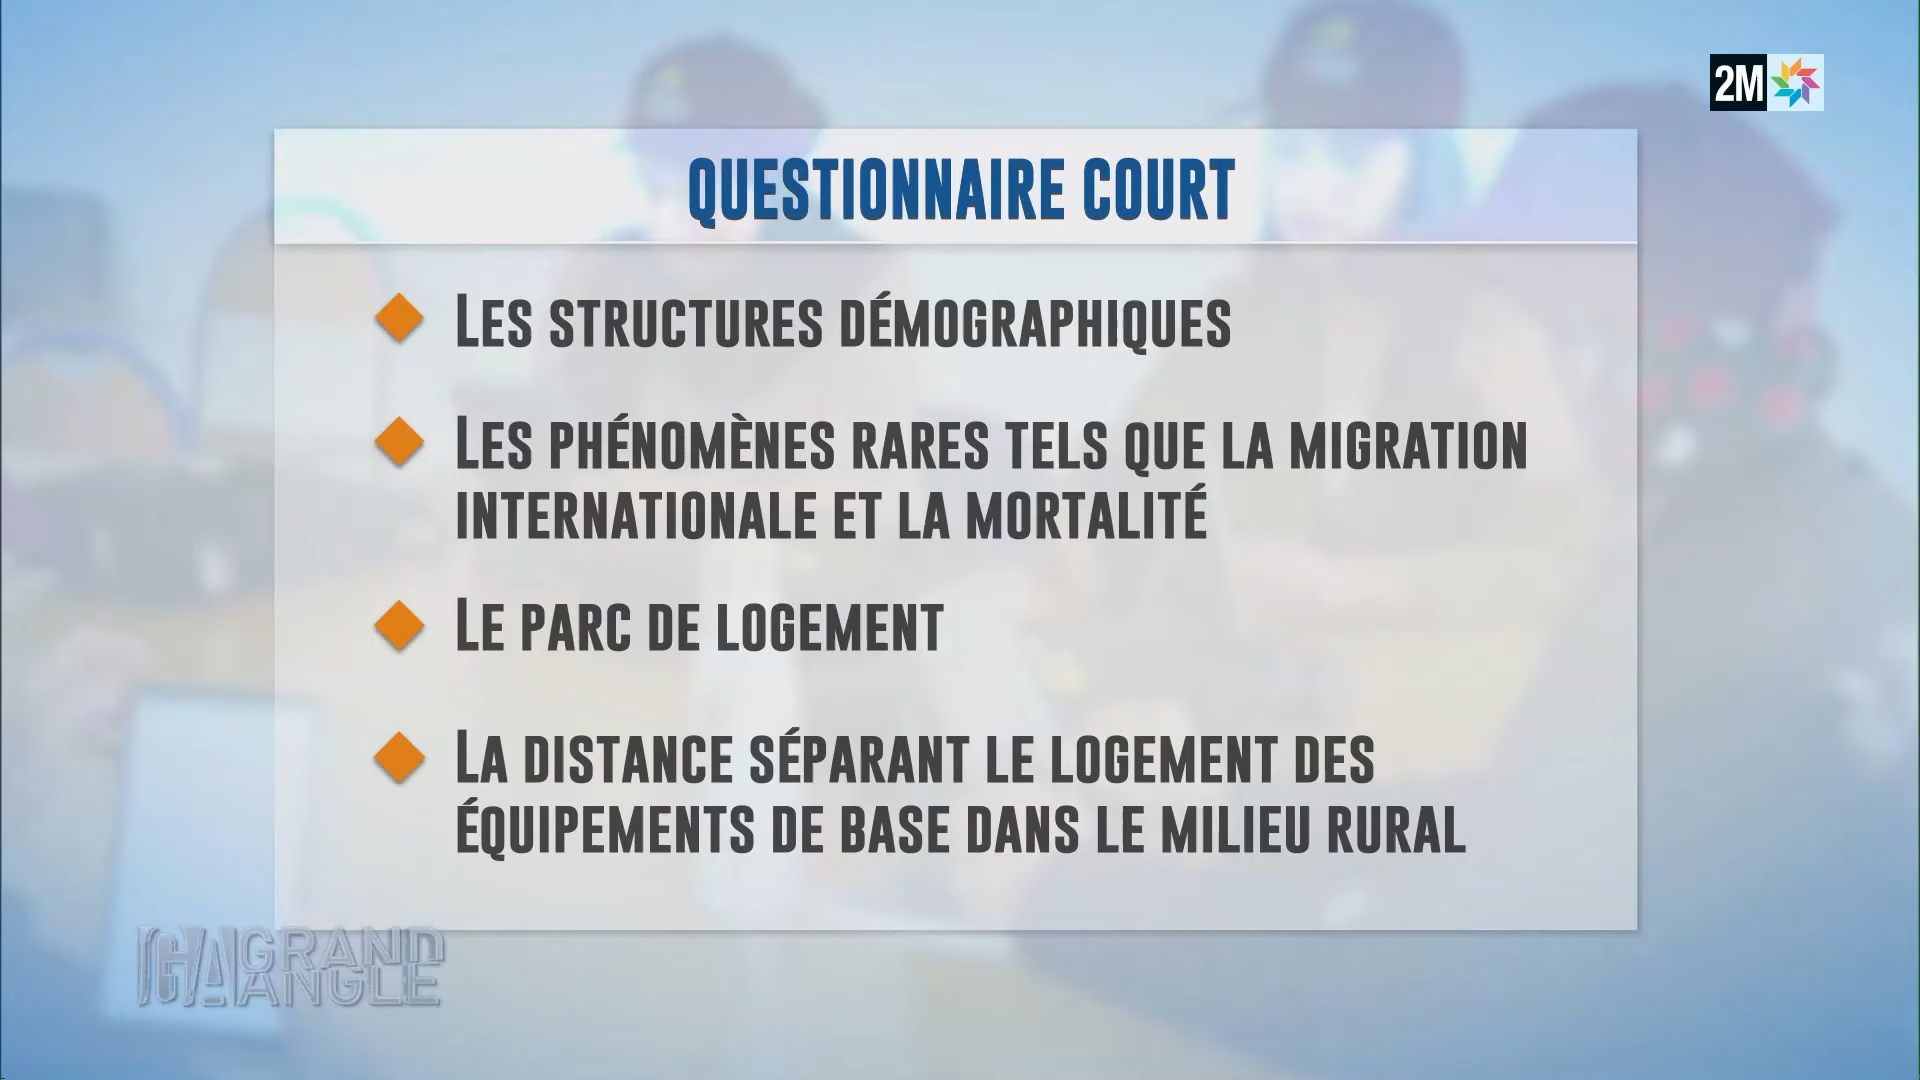 2M
QUESTIONNAIRE COURT
LES STRUCTURES DÉMOGRAPHIQUES
LES PHÉNOMÈNES RARES TELS QUE LA MIGRATION
INTERNATIONALE ET LA MORTALITÉ
LE PARC DE LOGEMENT
LA DISTANCE SÉPARANT LE LOGEMENT DES
ÉQUIPEMENTS DE BASE DANS LE MILIEU RURAL
GA GRAND
ANGLE